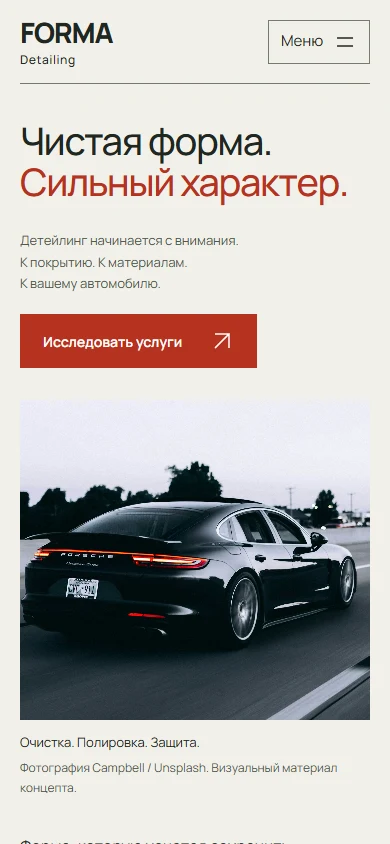 FORMA
Detailing
Меню
Чистая форма.
Сильный характер.
Детейлинг начинается с внимания.
К покрытию. К материалам.
К вашему автомобилю.
Исследовать услуги
PORSCHE
Очистка. Полировка. Защита.
Фотография Campbell / Unsplash. Визуальный материал
концепта.